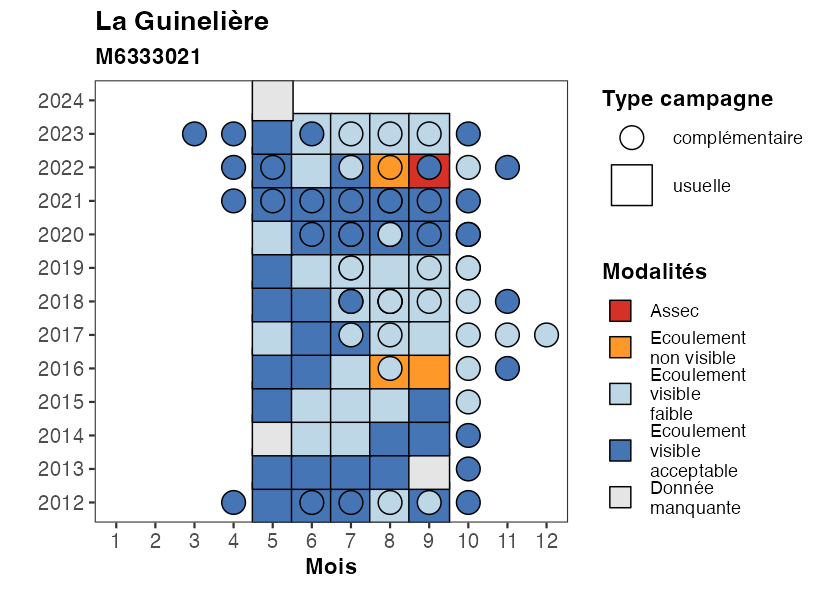 La Guinelière
M6333021
2024
2023
2022
2021
2020
2019
2018
2017
2016
2015
2014
2013
2012
1 2 3 4 5 6 7 8 9 10 11 12
Mois
Type campagne
complémentaire
usuelle
Modalités
Assec
Ecoulement
non visible
Ecoulement
visible
faible
Ecoulement
visible
acceptable
Donnée
manquante